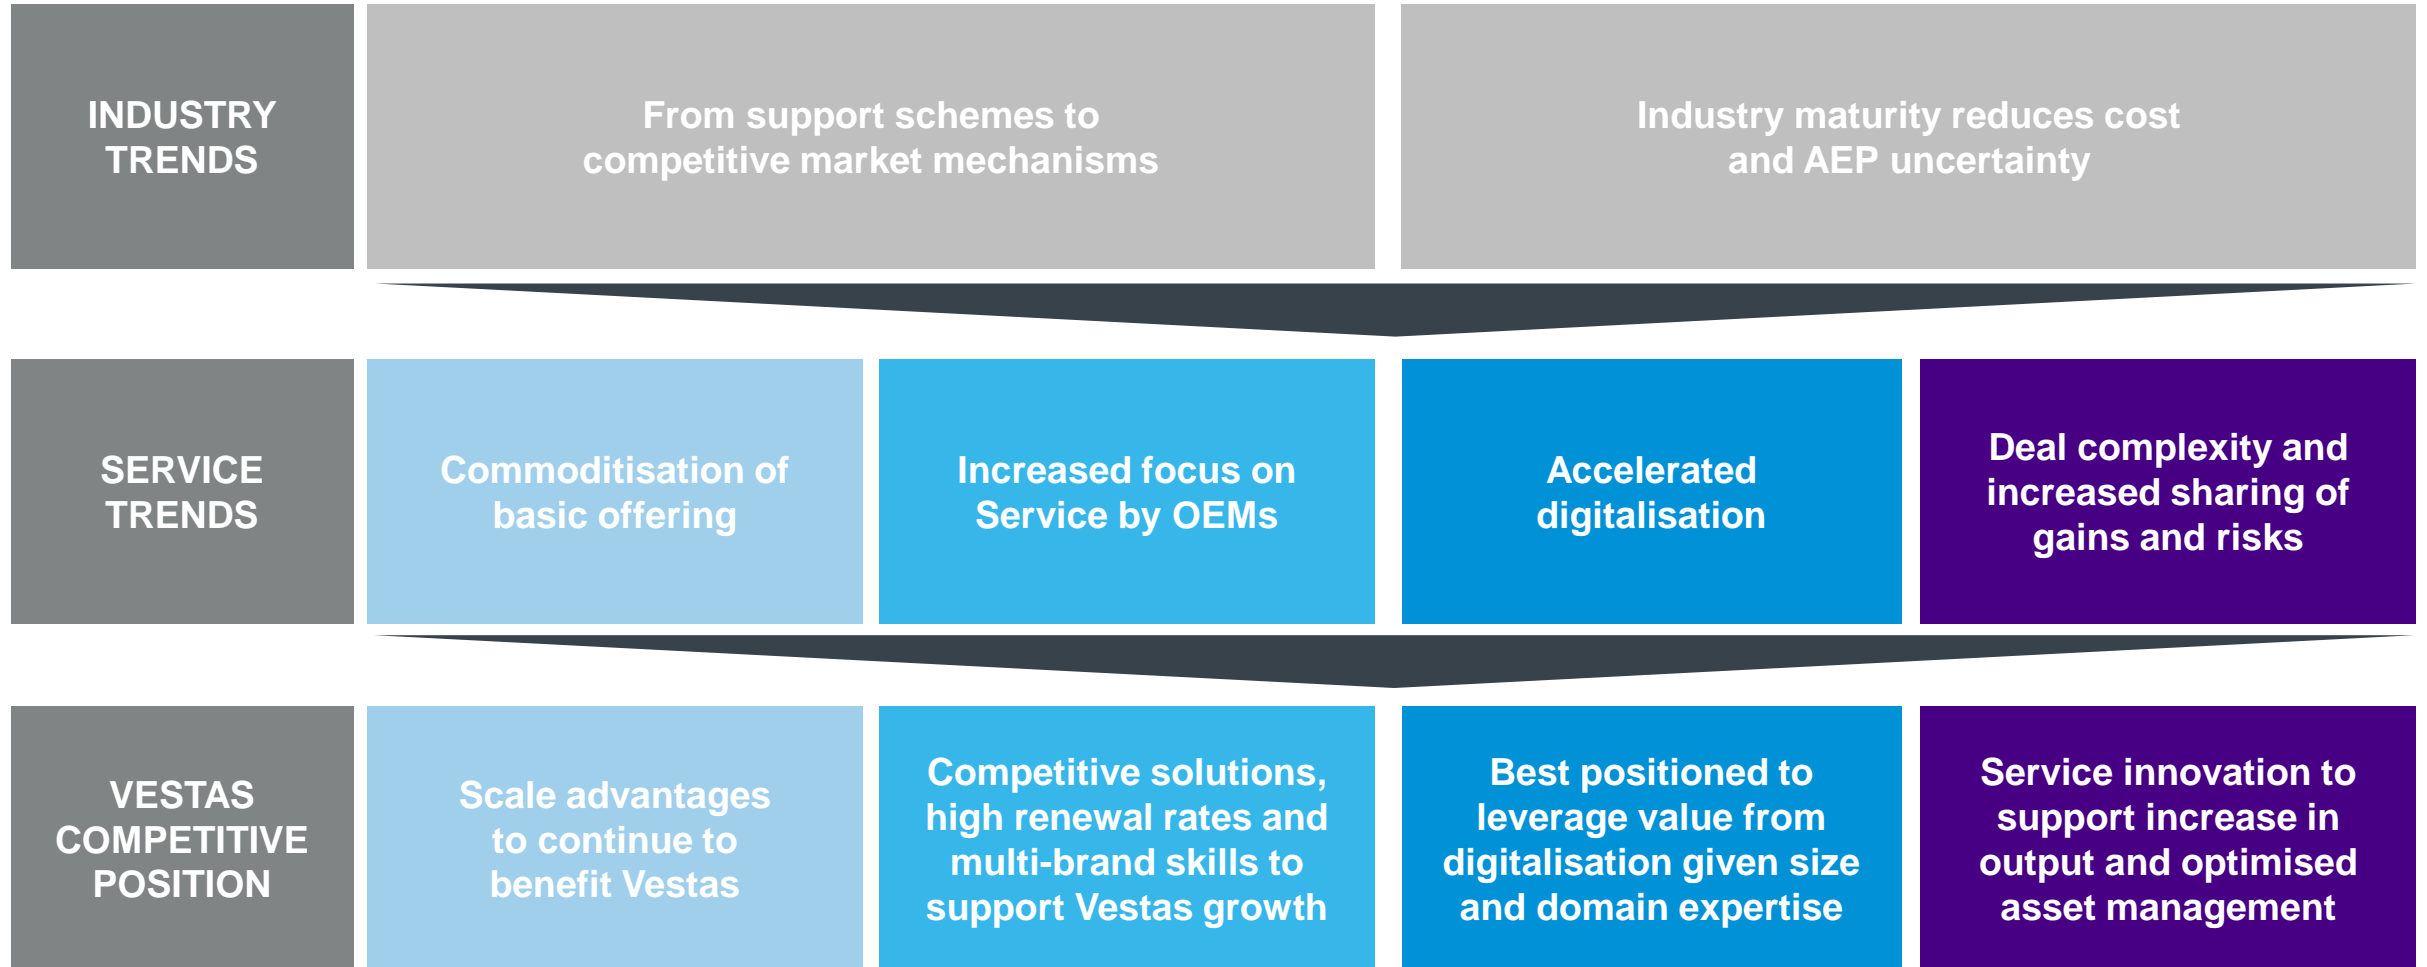 INDUSTRY
TRENDS
From support schemes to
competitive market mechanisms
Industry maturity reduces cost
and AEP uncertainty
SERVICE
TRENDS
Commoditisation of
basic offering
Increased focus on
Service by OEMs
Accelerated
digitalisation
Deal complexity and
increased sharing of
gains and risks
VESTAS
COMPETITIVE
POSITION
Scale advantages
to continue to
benefit Vestas
Competitive solutions,
high renewal rates and
multi-brand skills to
support Vestas growth
Best positioned to
leverage value from
digitalisation given size
and domain expertise
Service innovation to
support increase in
output and optimised
asset management